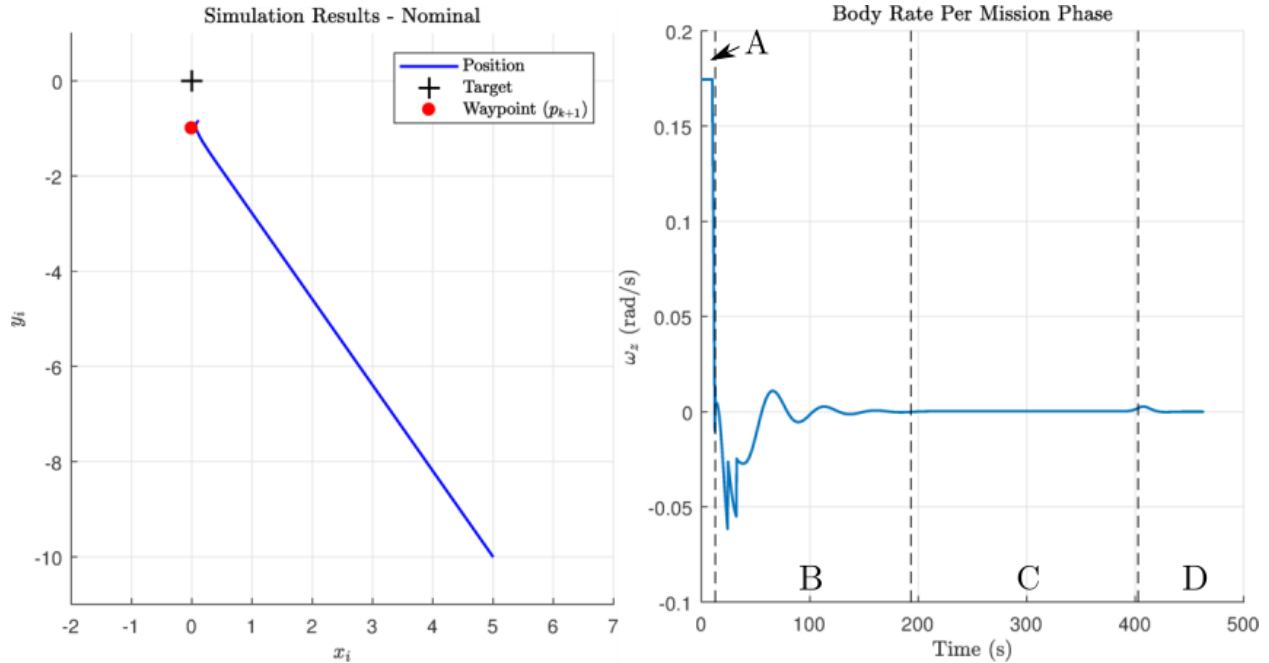 Simulation Results - Nominal
Position
Target
Waypoint (p_{k+1})
0
-2
-4
-6
-8
-10
y_i
-2 -1 0 1 2 3 4 5 6 7
x_i
Body Rate Per Mission Phase
A
0.2
0.15
0.1
0.05
0
-0.05
-0.1
ω_z (rad/s)
B C D
0 100 200 300 400 500
Time (s)